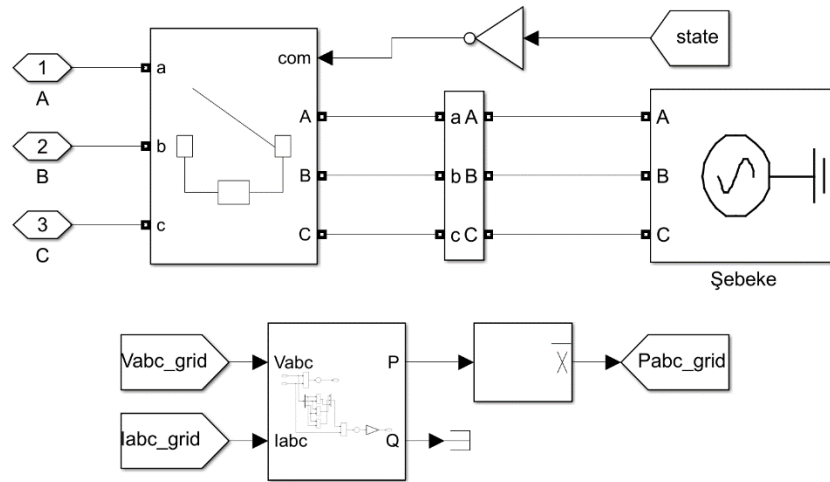 1
A
2
B
3
C
a
b
c
com
A
B
C
a A
b B
c C
state
A
B
C
Şebeke
Vabc_grid
Iabc_grid
Vabc
Iabc
P
Q
x
Pabc_grid